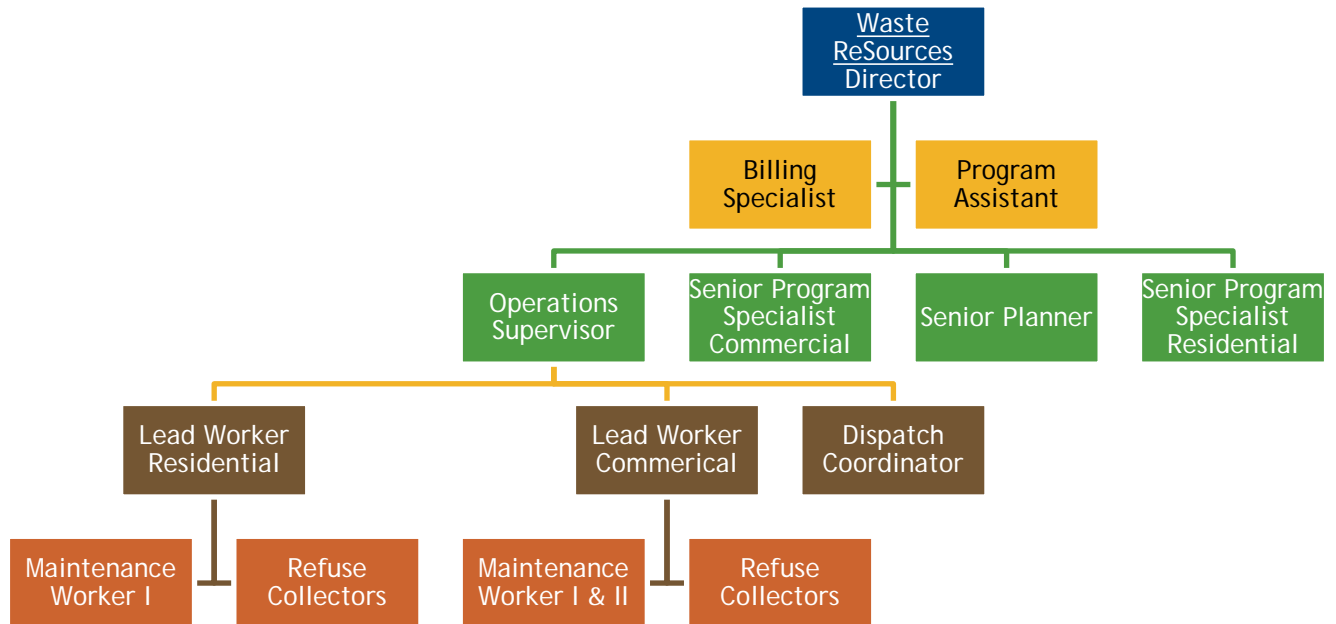 Waste
ReSources
Director
Billing
Specialist
Program
Assistant
Operations
Supervisor
Senior Program
Specialist
Commercial
Senior Planner
Senior Program
Specialist
Residential
Lead Worker
Residential
Lead Worker
Commerical
Dispatch
Coordinator
Maintenance
Worker I
Refuse
Collectors
Maintenance
Worker I & II
Refuse
Collectors